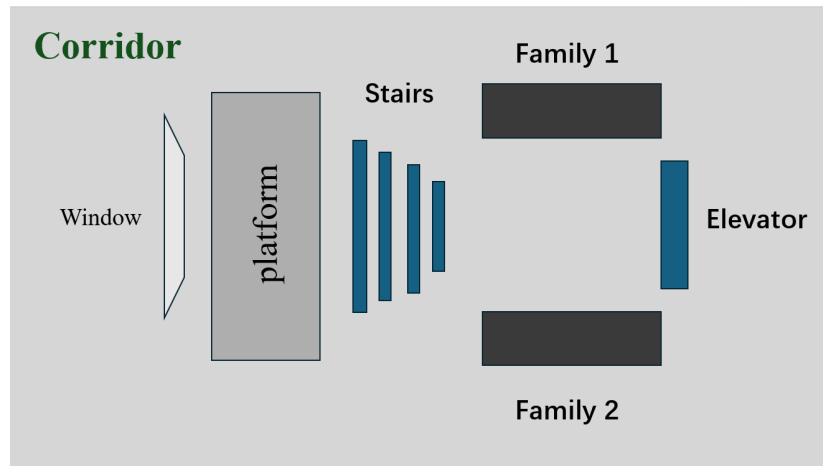 Corridor
Family 1
Stairs
Window
platform
Elevator
Family 2